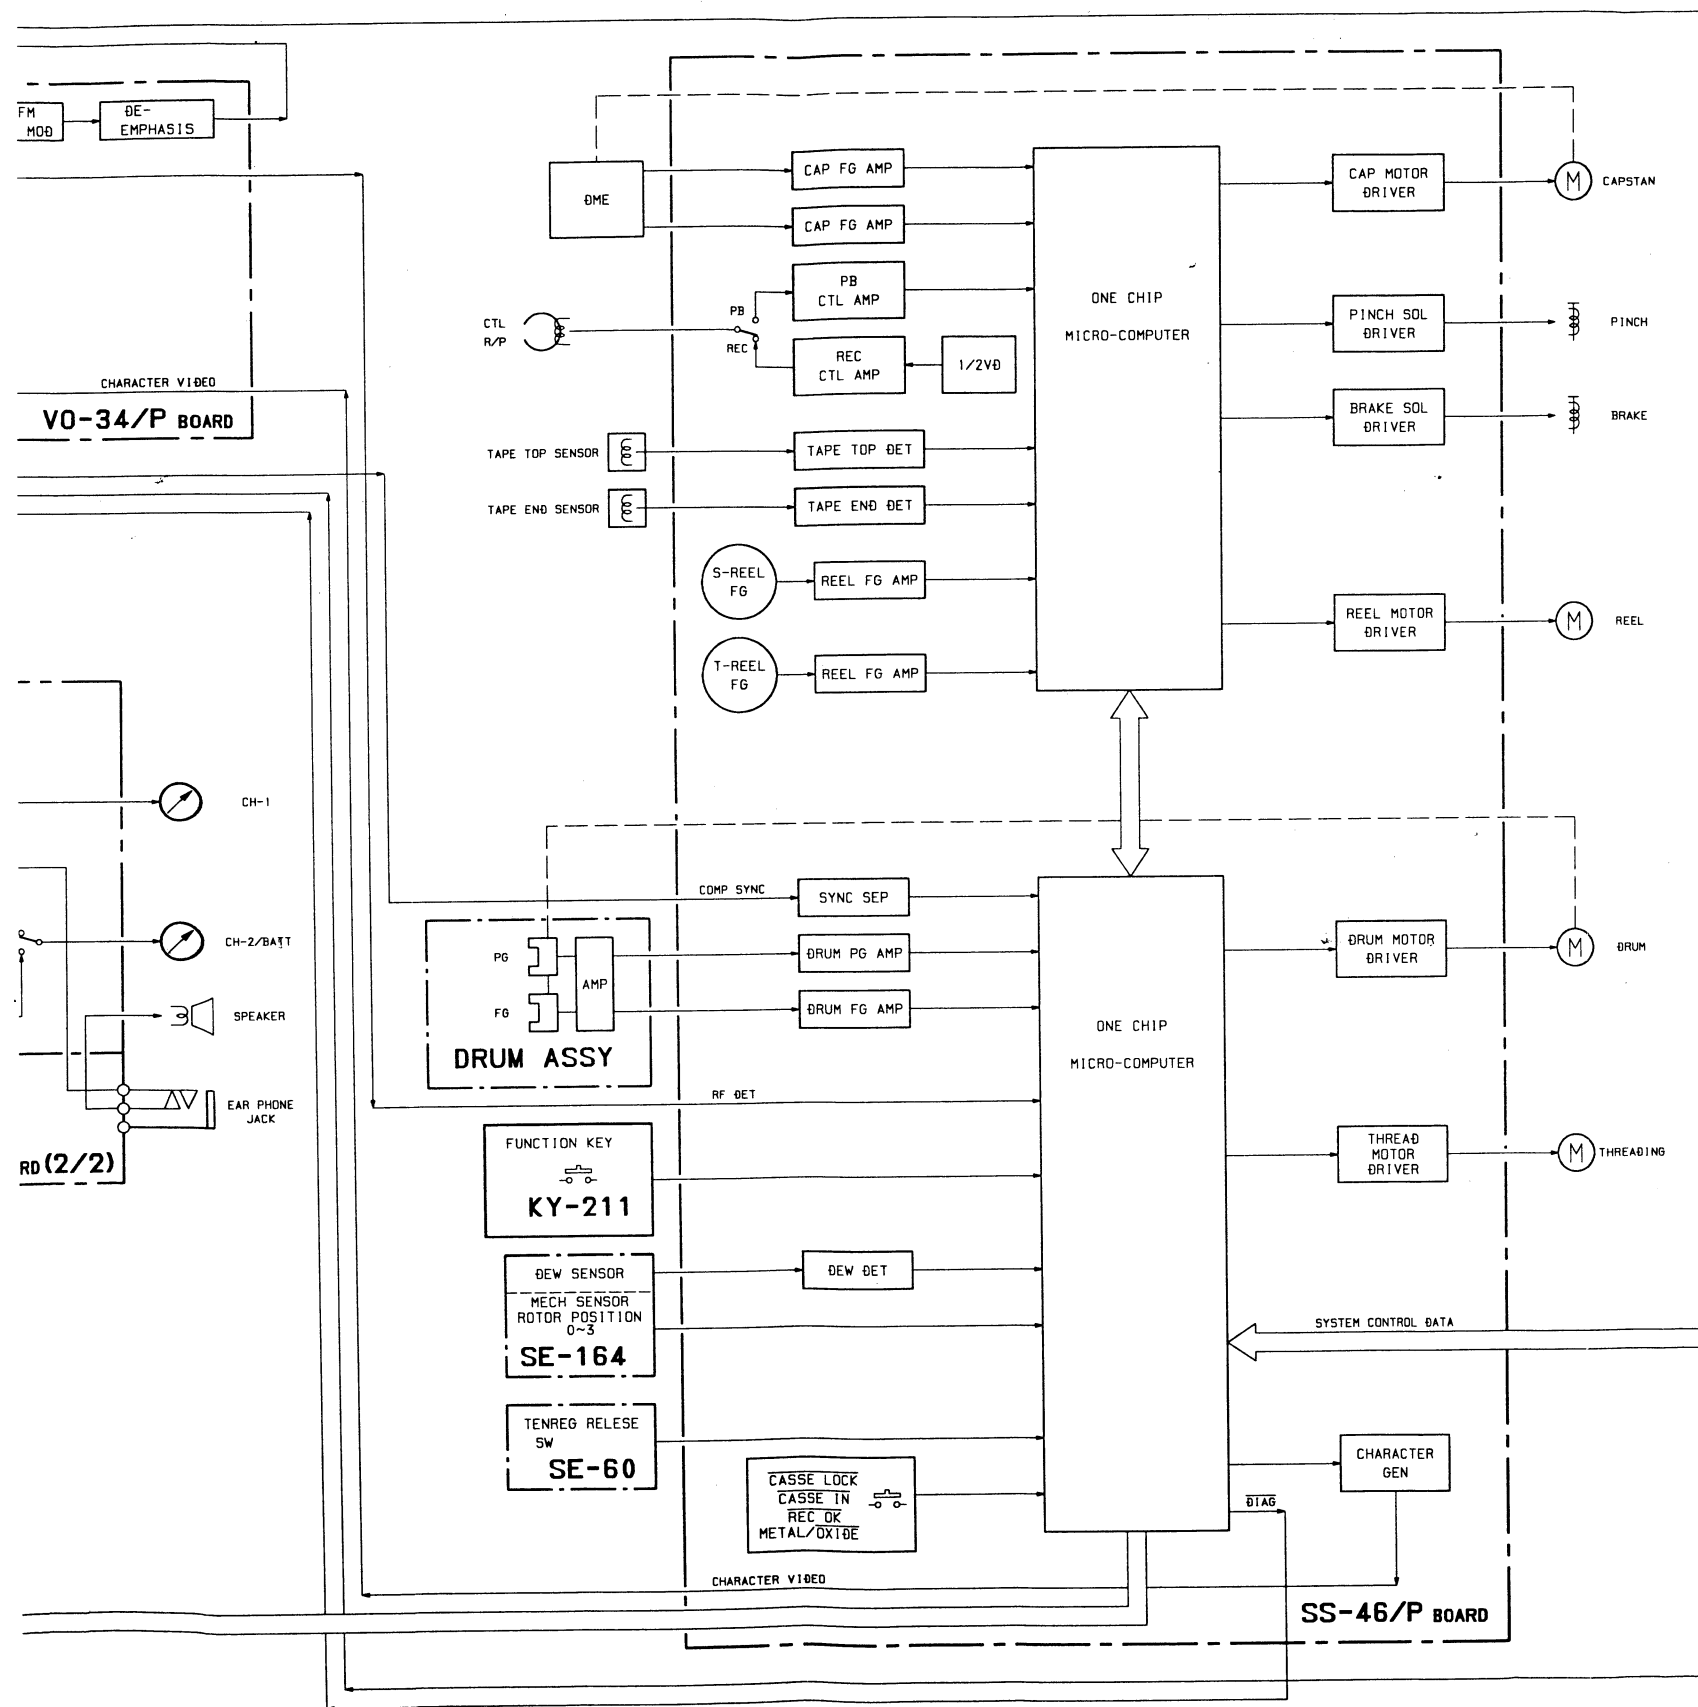 FM
MOD
DE-
EMPHASIS
CHARACTER VIDEO
VO-34/P BOARD
DME
CAP FG AMP
CAP FG AMP
PB
CTL AMP
CTL
R/P
PB
REC
REC
CTL AMP
1/2VD
TAPE TOP SENSOR
TAPE TOP DET
TAPE END SENSOR
TAPE END DET
S-REEL
FG
REEL FG AMP
T-REEL
FG
REEL FG AMP
ONE CHIP
MICRO-COMPUTER
CAP MOTOR
DRIVER
M
CAPSTAN
PINCH SOL
DRIVER
PINCH
BRAKE SOL
DRIVER
BRAKE
REEL MOTOR
DRIVER
M
REEL
CH-1
CH-2/BATT
SPEAKER
EAR PHONE
JACK
RD (2/2)
COMP SYNC
SYNC SEP
PG
FG
AMP
DRUM ASSY
DRUM PG AMP
DRUM FG AMP
RF DET
FUNCTION KEY
KY-211
DEW SENSOR
DEW DET
MECH SENSOR
ROTOR POSITION
0~3
SE-164
TENREG RELESE
SW
SE-60
CASSE LOCK
CASSE IN
REC OK
METAL/OXIDE
ONE CHIP
MICRO-COMPUTER
DRUM MOTOR
DRIVER
M
DRUM
THREAD
MOTOR
DRIVER
M
THREADING
SYSTEM CONTROL DATA
CHARACTER
GEN
DIAG
CHARACTER VIDEO
SS-46/P BOARD